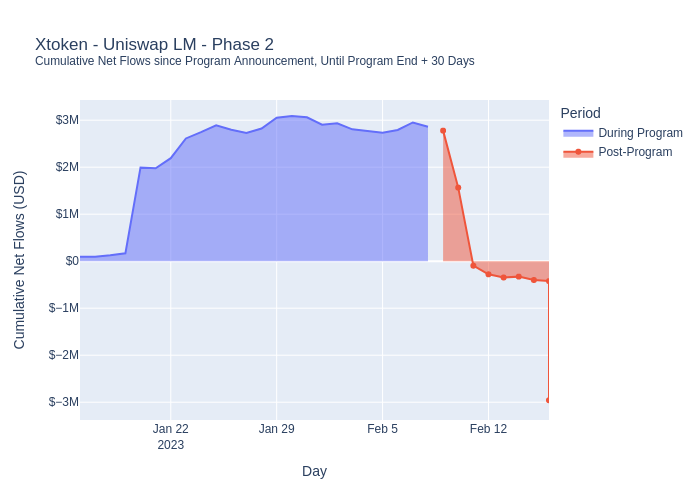 Xtoken - Uniswap LM - Phase 2
Cumulative Net Flows since Program Announcement, Until Program End + 30 Days
Period
During Program
Post-Program
Cumulative Net Flows (USD)
$3M
$2M
$1M
$0
$−1M
$−2M
$−3M
Jan 22
2023
Jan 29
Feb 5
Feb 12
Day